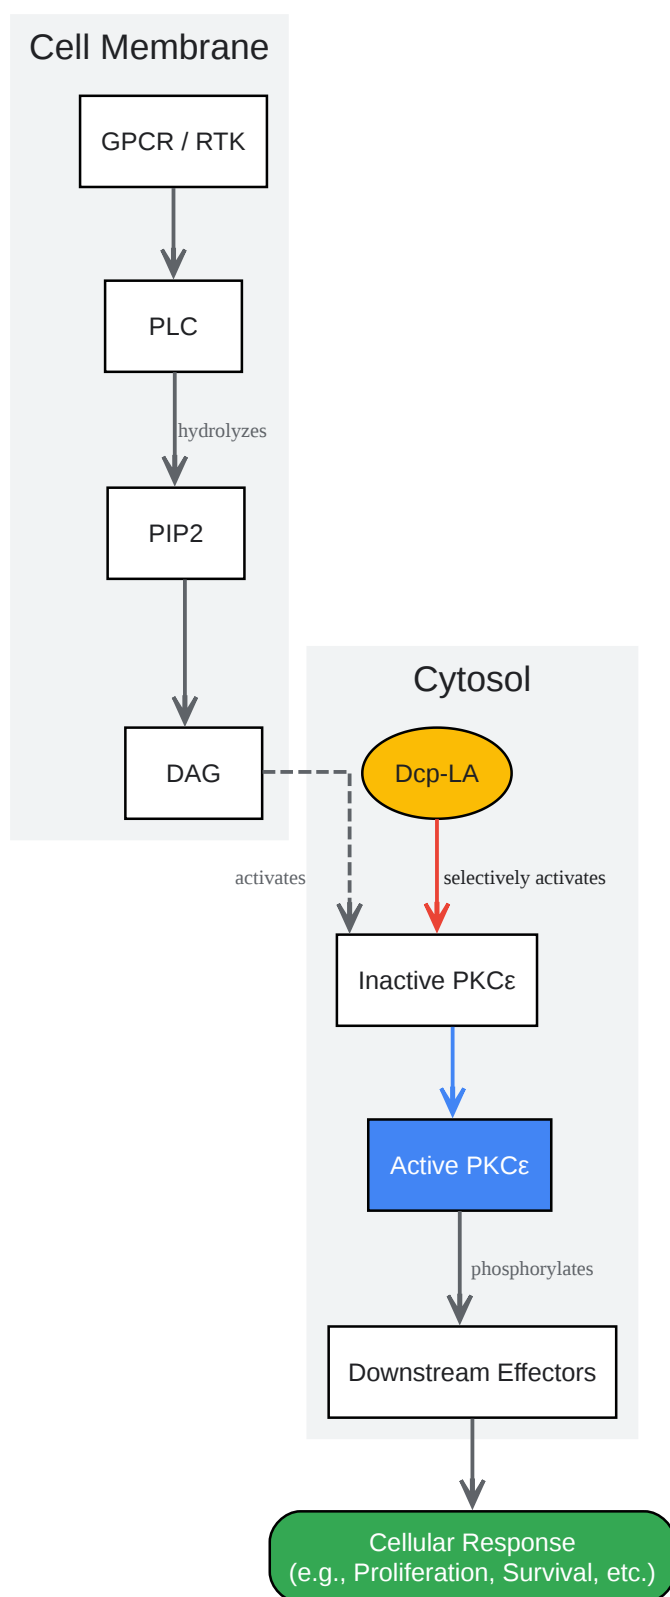 Cell Membrane
GPCR / RTK
PLC
hydrolyzes
PIP2
DAG
Cytosol
Dcp-LA
activates
selectively activates
Inactive PKCε
Active PKCε
phosphorylates
Downstream Effectors
Cellular Response
(e.g., Proliferation, Survival, etc.)